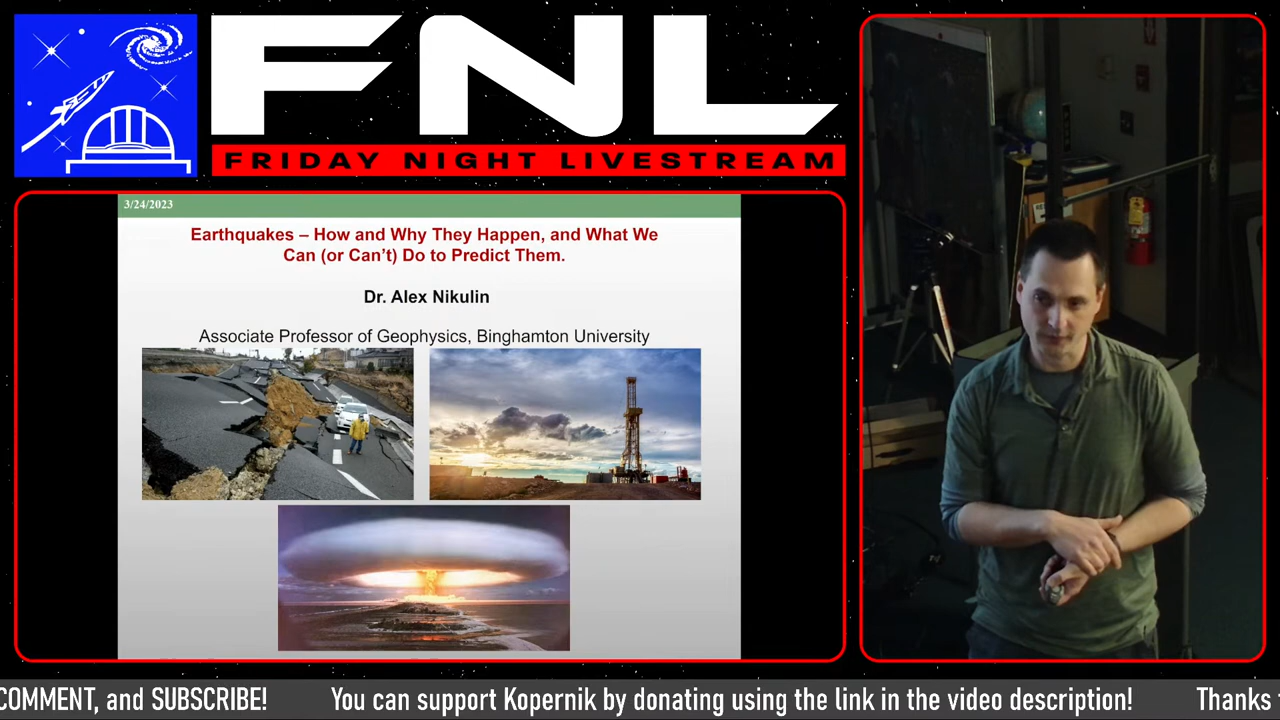 FNL
FRIDAY NIGHT LIVESTREAM
3/24/2023
Earthquakes – How and Why They Happen, and What We
Can (or Can't) Do to Predict Them.
Dr. Alex Nikulin
Associate Professor of Geophysics, Binghamton University
COMMENT, and SUBSCRIBE! You can support Kopernik by donating using the link in the video description! Thanks